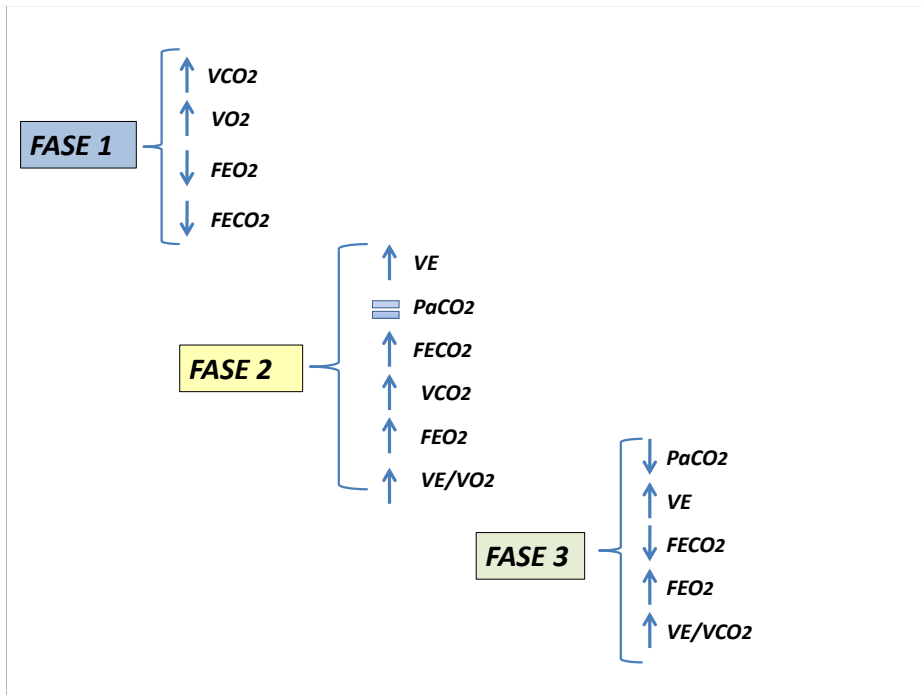 FASE 1
VCO2
VO2
FEO2
FECO2
FASE 2
VE
PaCO2
FECO2
VCO2
FEO2
VE/VO2
FASE 3
PaCO2
VE
FECO2
FEO2
VE/VCO2